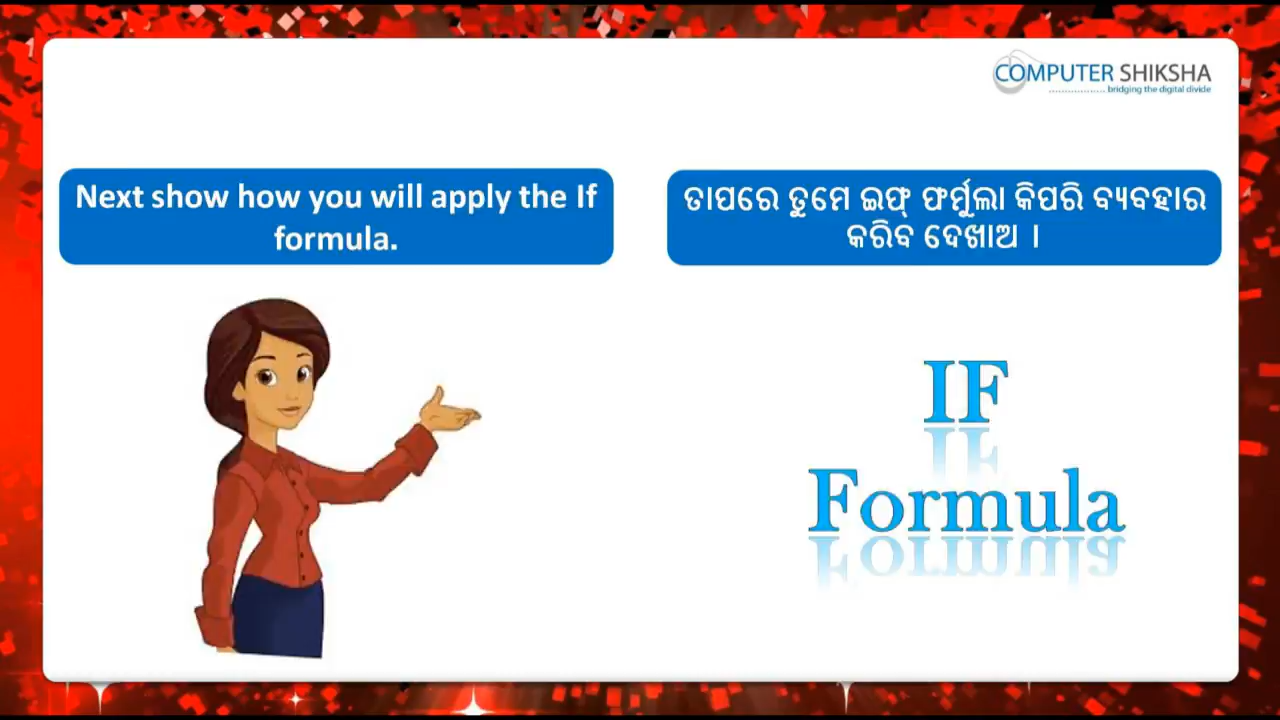 COMPUTER SHIKSHA
bridging the digital divide
Next show how you will apply the If
formula.
ତାପରେ ତୁମେ ଇଫ୍ ଫର୍ମୁଲା କିପରି ବ୍ୟବହାର
କରିବ ଦେଖାଅ ।
IF
Formula